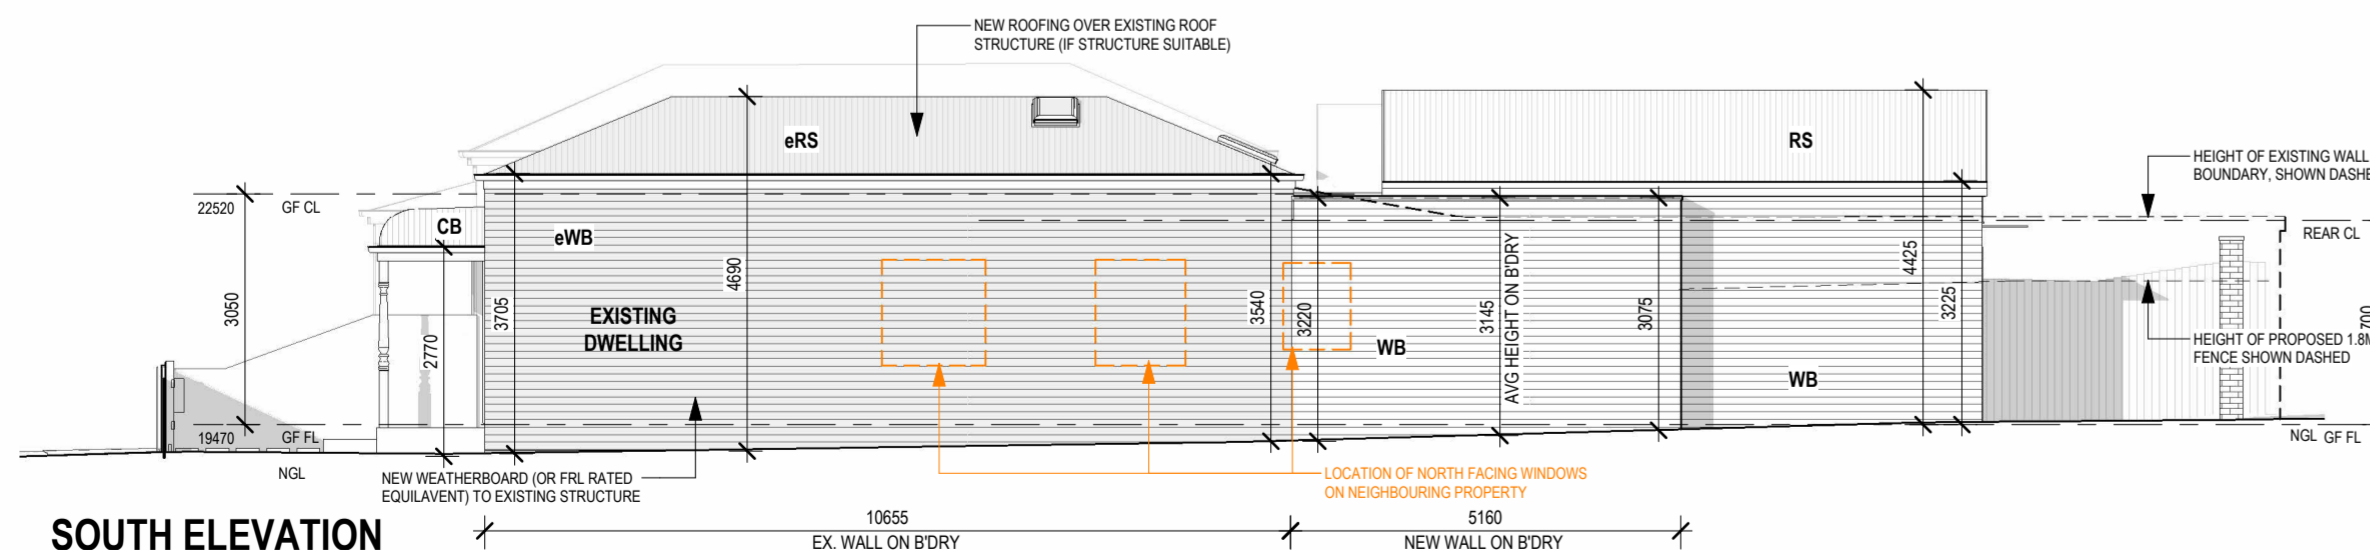 NEW ROOFING OVER EXISTING ROOF
STRUCTURE (IF STRUCTURE SUITABLE)
eRS
RS
HEIGHT OF EXISTING WALL
BOUNDARY, SHOWN DASHE
22520
GF CL
CB
eWB
REAR CL
3050
2770
3705
4690
EXISTING
DWELLING
3540
3220
WB
3145
AVG HEIGHT ON B'DRY
3075
4425
3225
WB
700
HEIGHT OF PROPOSED 1.8M
FENCE SHOWN DASHED
19470
GF FL
NGL
NGL GF FL
NEW WEATHERBOARD (OR FRL RATED
EQUILAVENT) TO EXISTING STRUCTURE
LOCATION OF NORTH FACING WINDOWS
ON NEIGHBOURING PROPERTY
SOUTH ELEVATION
10655
EX. WALL ON B'DRY
5160
NEW WALL ON B'DRY